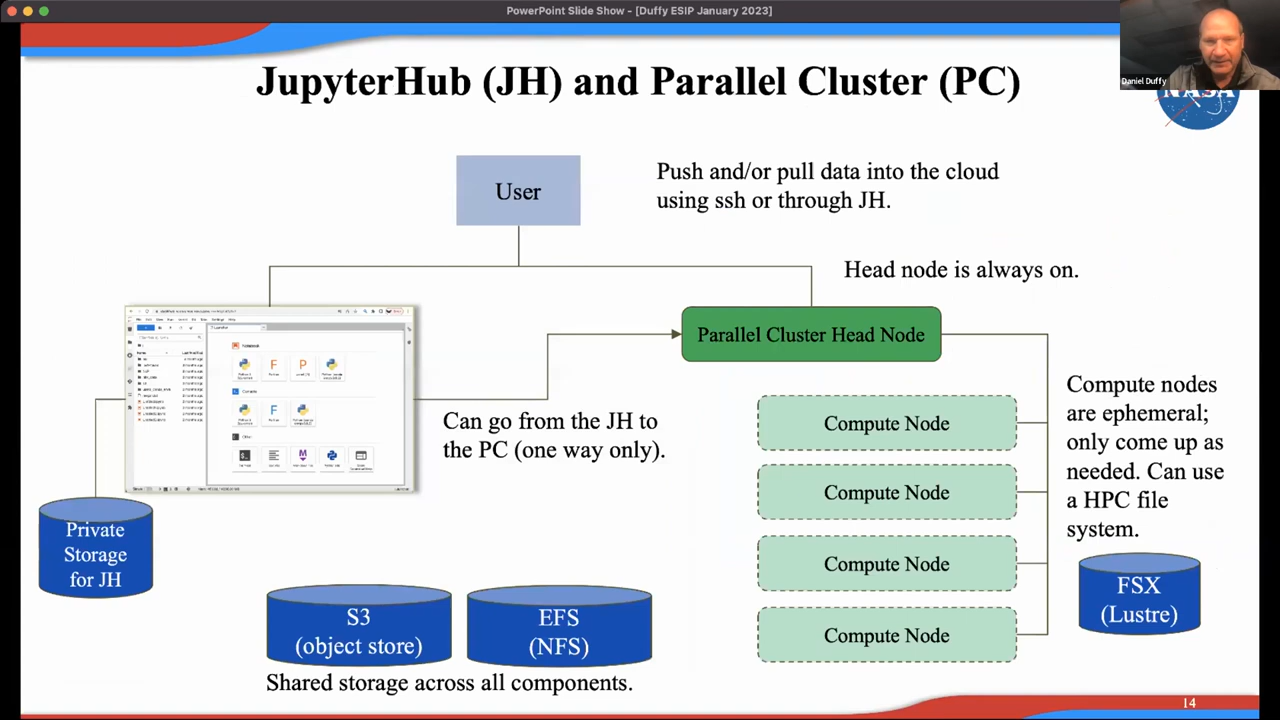 PowerPoint Slide Show - [Duffy ESIP January 2023]
Daniel Duffy
NASA
JupyterHub (JH) and Parallel Cluster (PC)
User
Push and/or pull data into the cloud
using ssh or through JH.
Head node is always on.
Parallel Cluster Head Node
Can go from the JH to
the PC (one way only).
Compute Node
Compute Node
Compute Node
Compute Node
Compute nodes
are ephemeral;
only come up as
needed. Can use
a HPC file
system.
Private
Storage
for JH
S3
(object store)
EFS
(NFS)
FSX
(Lustre)
Shared storage across all components.
14